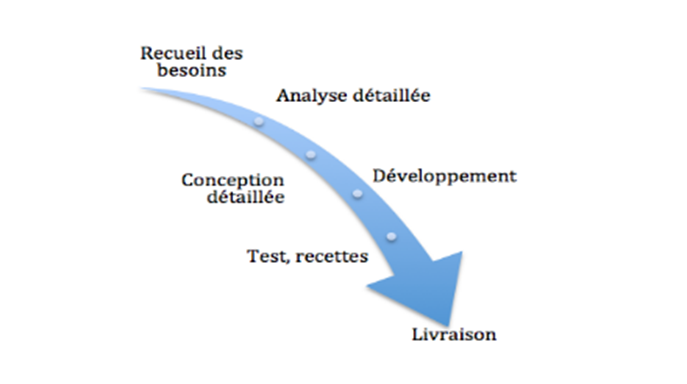 Recueil des
besoins
Analyse détaillée
Conception
détaillée
Développement
Test, recettes
Livraison